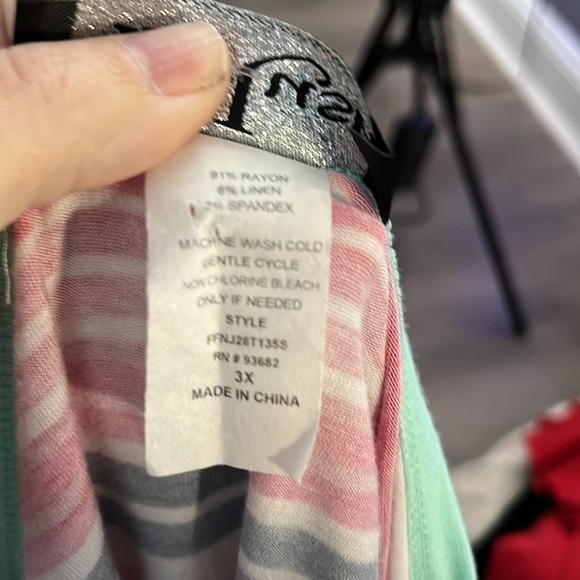 91% RAYON
6% LINEN
3% SPANDEX
MACHINE WASH COLD
GENTLE CYCLE
NON CHLORINE BLEACH
ONLY IF NEEDED
STYLE
FFNJ28T135S
RN # 93682
3X
MADE IN CHINA